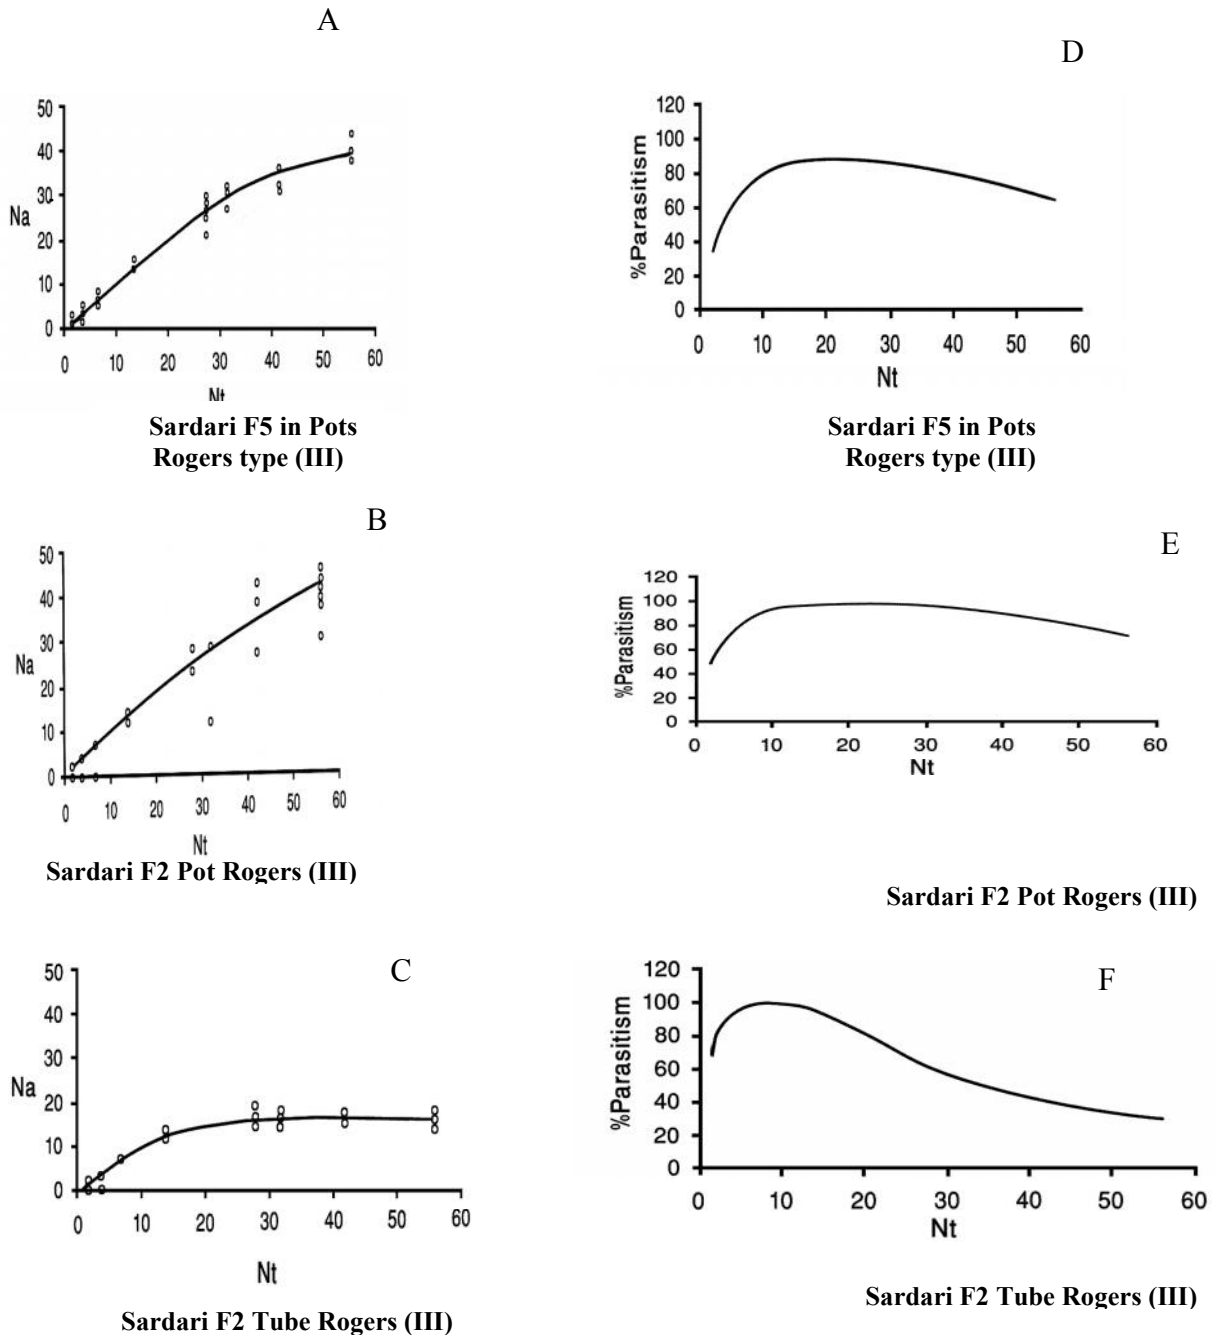 A
50
40
30
Na
20
10
0
0 10 20 30 40 50 60
Nt
Sardari F5 in Pots
Rogers type (III)
D
120
100
80
60
40
20
0
%Parasitism
0 10 20 30 40 50 60
Nt
Sardari F5 in Pots
Rogers type (III)
B
50
40
30
Na
20
10
0
0 10 20 30 40 50 60
Nt
Sardari F2 Pot Rogers (III)
E
120
100
80
60
40
20
0
%Parasitism
0 10 20 30 40 50 60
Nt
Sardari F2 Pot Rogers (III)
C
50
40
30
Na
20
10
0
0 10 20 30 40 50 60
Nt
Sardari F2 Tube Rogers (III)
F
120
100
80
60
40
20
0
%Parasitism
0 10 20 30 40 50 60
Nt
Sardari F2 Tube Rogers (III)